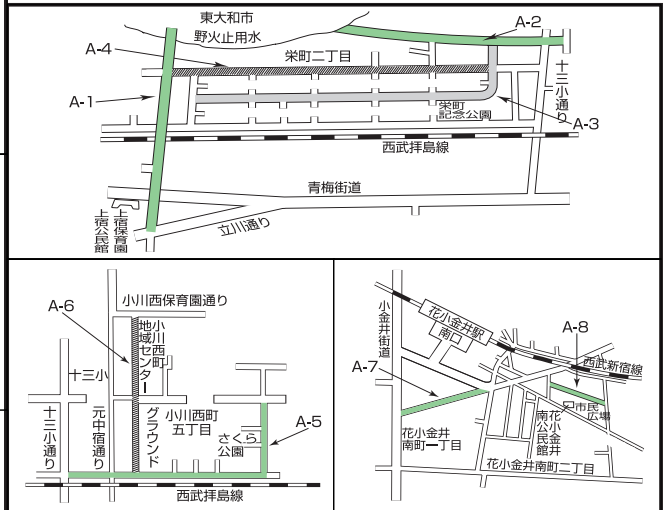 東大和市
野火止用水
A-2
A-4
栄町二丁目
A-1
十三小通り
栄町
記念公園
A-3
西武拝島線
青梅街道
立川通り
上宿保育園
上宿公民館
A-6
小川西保育園通り
小川西町
地域センター
十三小
十三小通り
元中宿通り
グラウンド
小川西町
五丁目
さくら
公園
A-5
西武拝島線
小金井街道
花小金井駅
南口
A-8
西武新宿線
A-7
市民
広場
花小金井
南公民館
花小金井
南町一丁目
花小金井南町二丁目